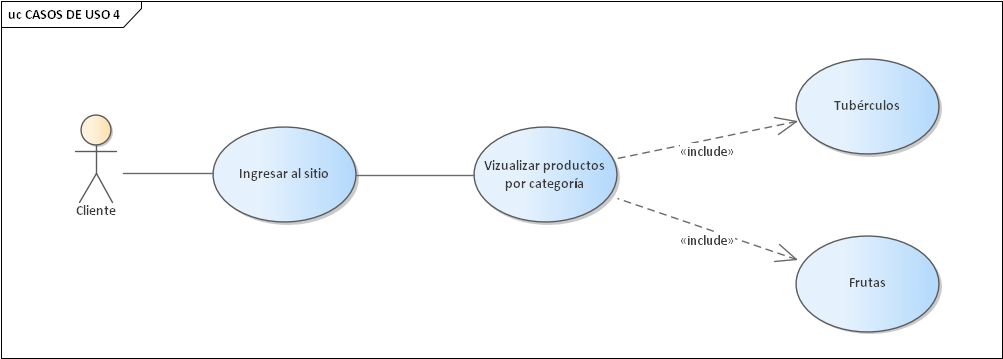 uc CASOS DE USO 4
Tubérculos
Vizualizar productos
por categoría
Ingresar al sitio
«include»
Cliente
«include»
Frutas